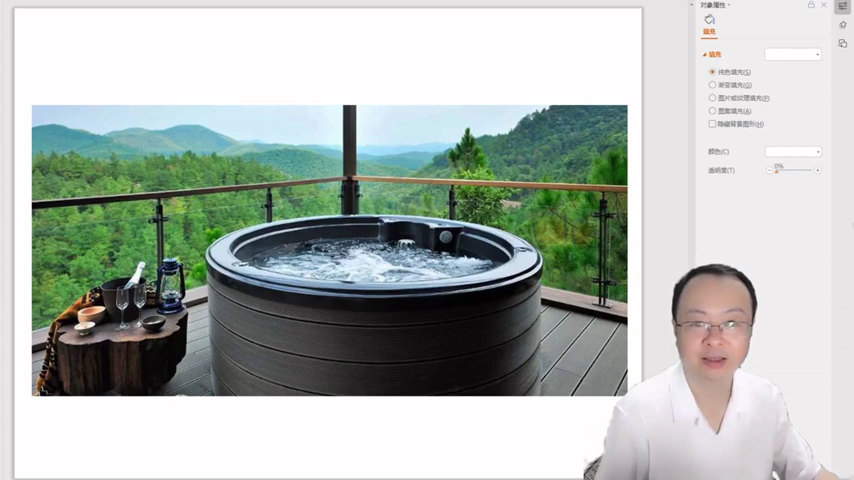 对象属性
填充
填充
纯色填充(S)
渐变填充(G)
图片或纹理填充(P)
图案填充(A)
隐藏背景图形(H)
颜色(C)
透明度(T)
0%